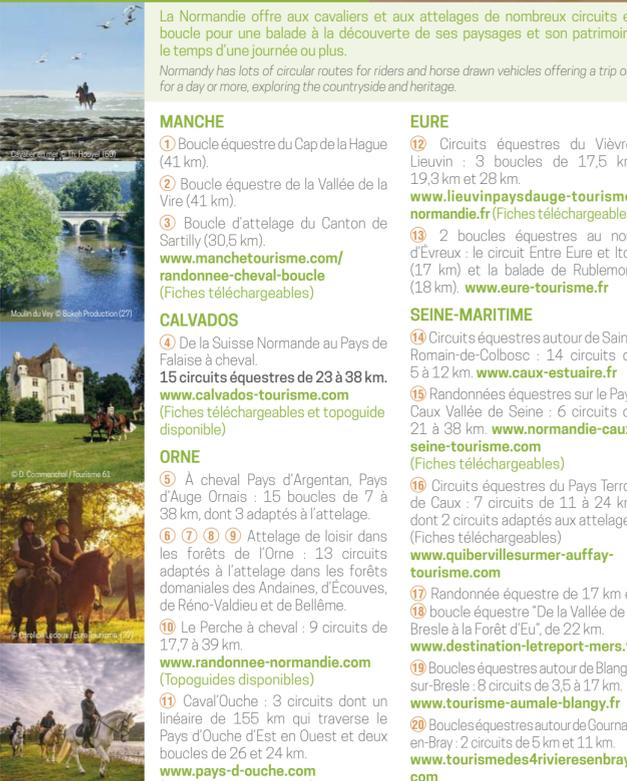 La Normandie offre aux cavaliers et aux attelages de nombreux circuits
boucle pour une balade à la découverte de ses paysages et son
le temps d'une journée ou plus.
Normandy has lots of circular routes for riders and horse drawn vehicles offering a trip
for a day or more, exploring the countryside and heritage.
MANCHE
① Boucle équestre du Cap de la Hague
(41 km).
② Boucle équestre de la Vallée de la
Vire (41 km).
③ Boucle d'attelage du Canton de
Sartilly (30,5 km).
www.manchetourisme.com/
randonnee-cheval-boucle
(Fiches téléchargeables)
CALVADOS
④ De la Suisse Normande au Pays de
Falaise à cheval.
15 circuits équestres de 23 à 38 km.
www.calvados-tourisme.com
(Fiches téléchargeables et topoguide
disponible)
ORNE
⑤ À cheval Pays d'Argentan, Pays
d'Auge Ornais : 15 boucles de 7 à
38 km, dont 3 adaptés à l'attelage.
⑥ ⑦ ⑧ ⑨ Attelage de loisir dans
les forêts de l'Orne : 13 circuits
adaptés à l'attelage dans les forêts
domaniales des Andaines, d'Écouves,
de Réno-Valdieu et de Bellême.
⑩ Le Perche à cheval : 9 circuits de
17,7 à 39 km.
www.randonnee-normandie.com
(Topoguides disponibles)
⑪ Caval'Ouche : 3 circuits dont un
linéaire de 155 km qui traverse le
Pays d'Ouche d'Est en Ouest et deux
boucles de 26 et 24 km.
www.pays-d-ouche.com
EURE
⑫ Circuits équestres du
Lieuvin : 3 boucles de 17,5
19,3 km et 28 km.
www.lieuvinpaysdauge-tourisme
normandie.fr (Fiches
⑬ 2 boucles équestres au
d'Évreux : le circuit Entre Eure et
(17 km) et la balade de
(18 km). www.eure-tourisme.fr
SEINE-MARITIME
⑭ Circuits équestres autour de
Romain-de-Colbosc : 14 circuits
5 à 12 km. www.caux-estuaire.fr
⑮ Randonnées équestres sur le
Caux Vallée de Seine : 6 circuits
21 à 38 km. www.normandie-caux
seine-tourisme.com
(Fiches téléchargeables)
⑯ Circuits équestres du Pays
de Caux : 7 circuits de 11 à 24
dont 2 circuits adaptés aux
(Fiches téléchargeables)
www.quibervillesurmer-auffay-
tourisme.com
⑰ Randonnée équestre de 17 km
⑱ boucle équestre "De la Vallée de
Bresle à la Forêt d'Eu", de 22 km.
www.destination-letreport-mers.
⑲ Boucles équestres autour de
sur-Bresle : 8 circuits de 3,5 à 17 km.
www.tourisme-aumale-blangy.fr
⑳ Boucles équestres autour de
en-Bray : 2 circuits de 5 km et 11 km.
www.tourismedes4rivieresenbray
com
Cavalier en mer © Th. Houyel (50)
Moulin du Vey © Bokeh Production (27)
© D. Commenchal / Tourisme 61